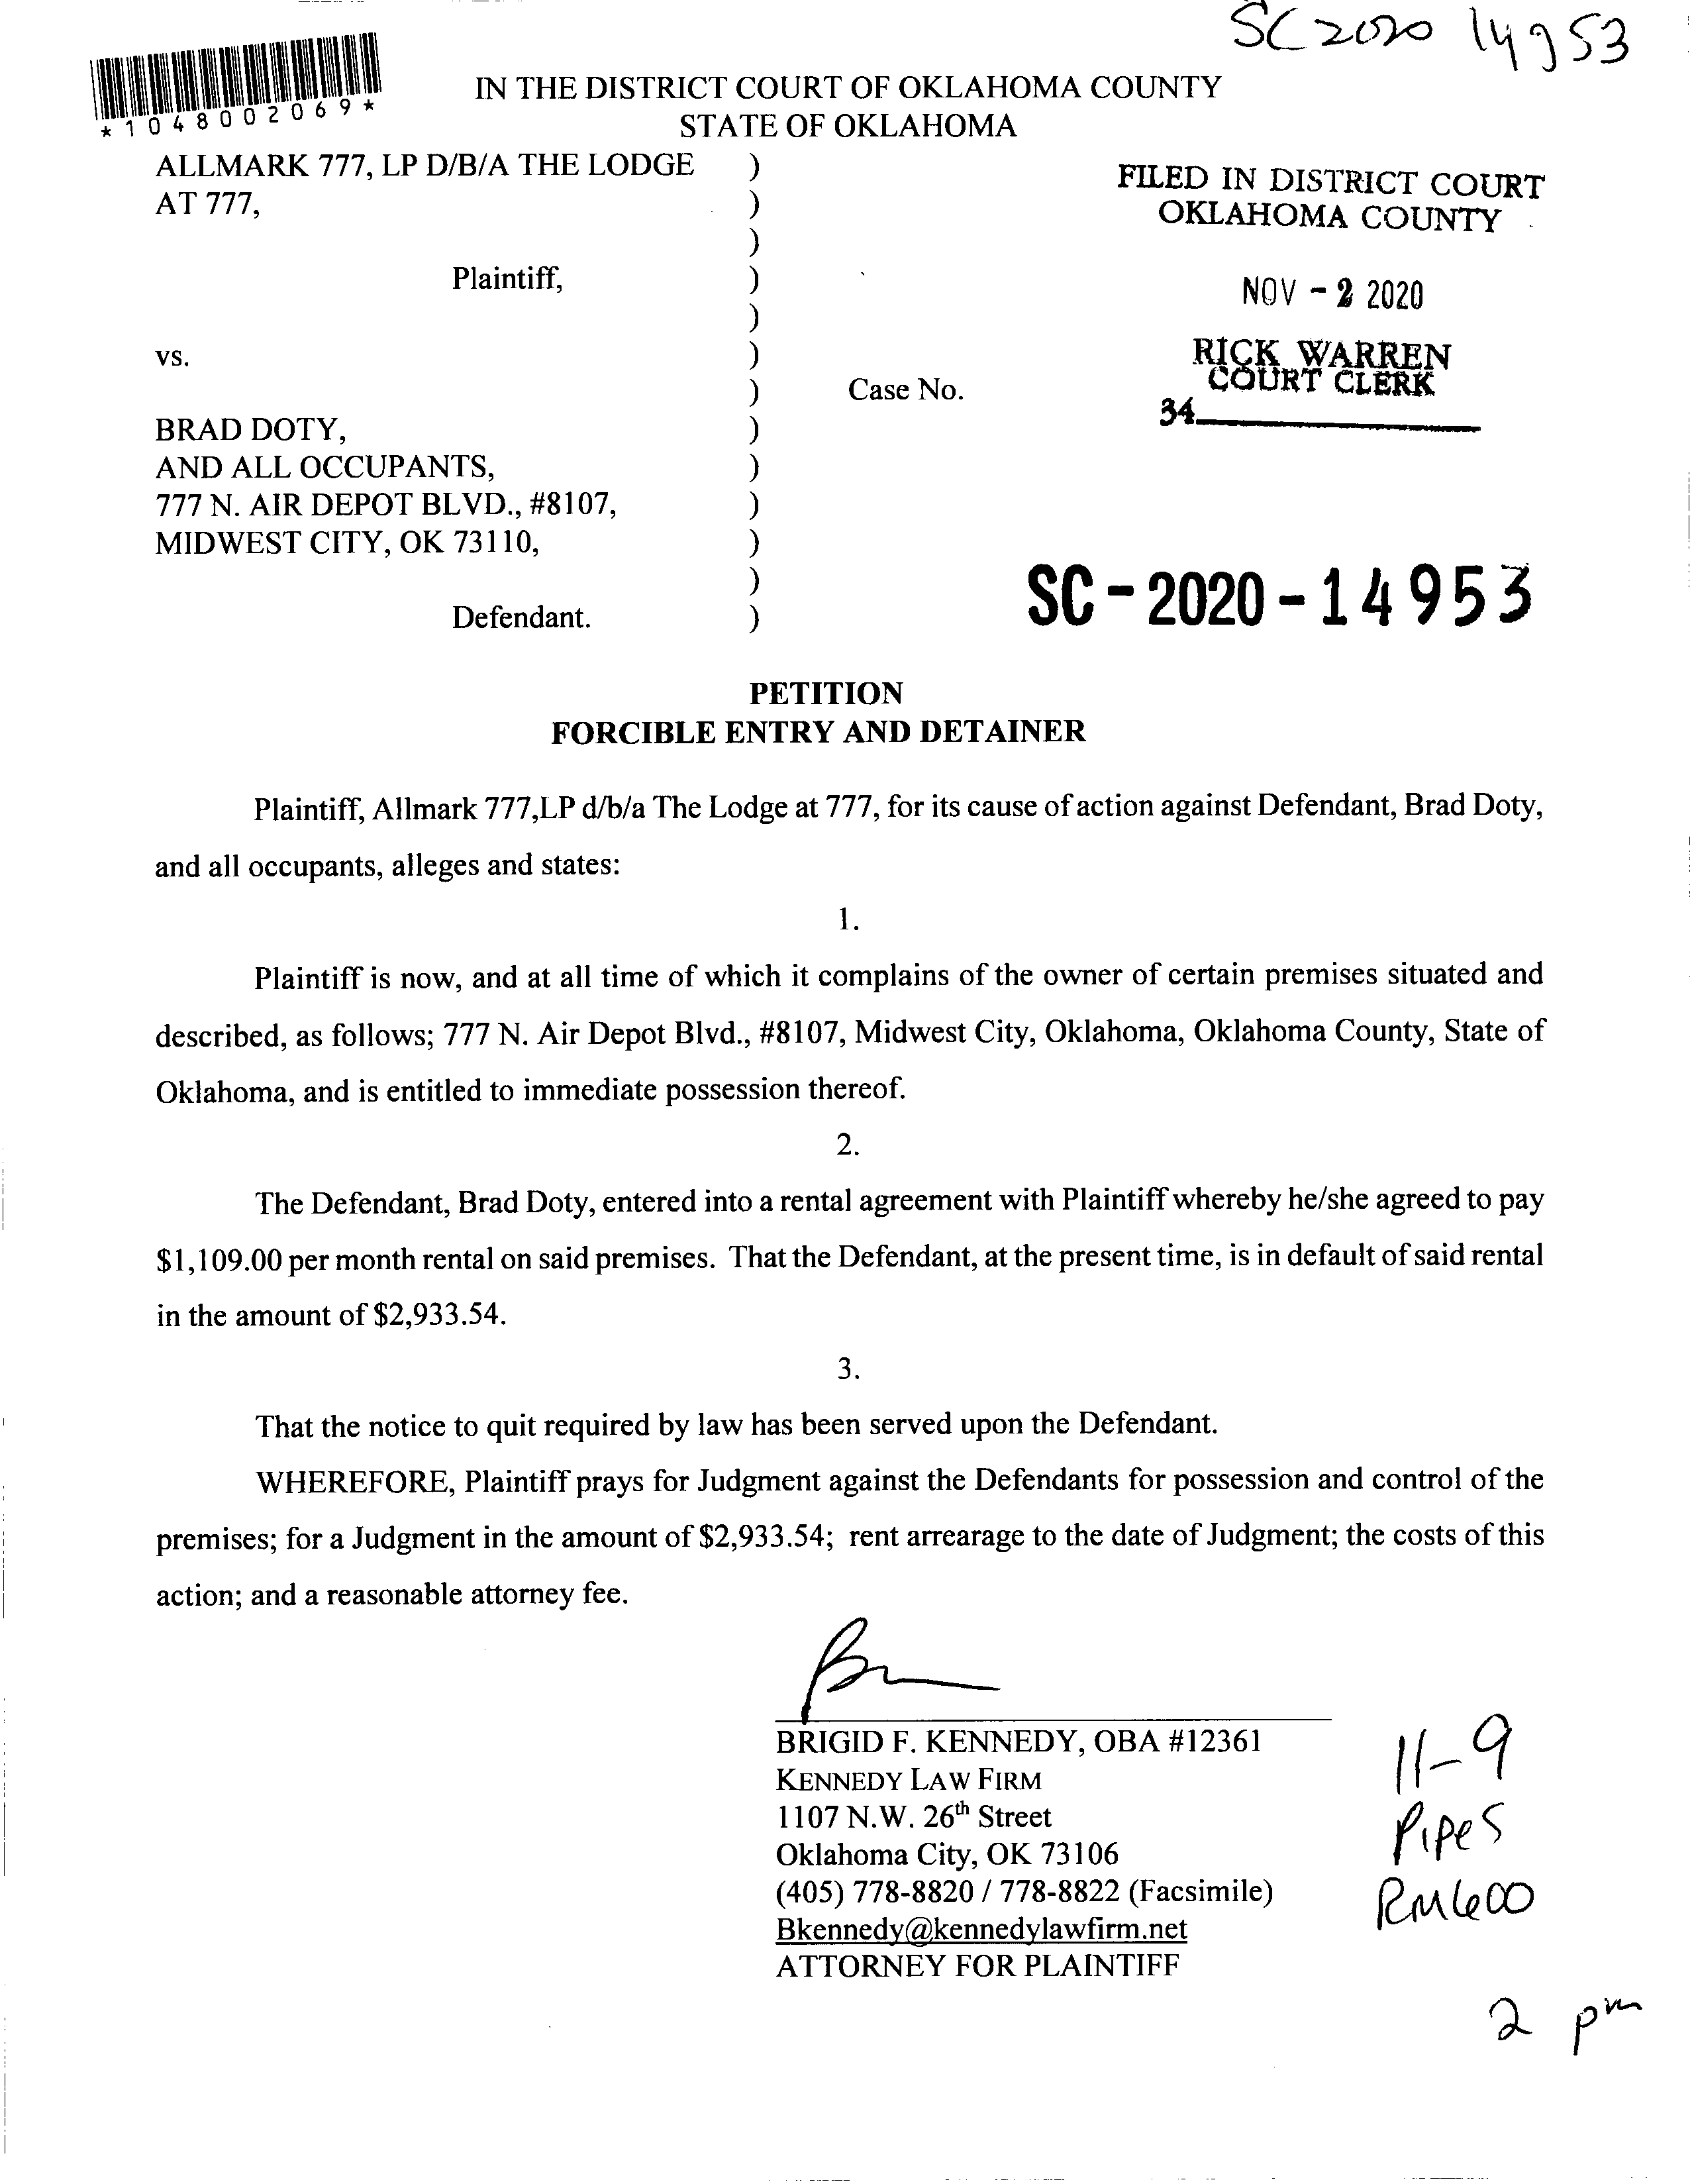 SC2020 14953
*1048002069*
IN THE DISTRICT COURT OF OKLAHOMA COUNTY
STATE OF OKLAHOMA
ALLMARK 777, LP D/B/A THE LODGE )
AT 777, )
)
Plaintiff, )
)
vs. )
) Case No.
BRAD DOTY, )
AND ALL OCCUPANTS, )
777 N. AIR DEPOT BLVD., #8107, )
MIDWEST CITY, OK 73110, )
)
Defendant. )
FILED IN DISTRICT COURT
OKLAHOMA COUNTY
NOV - 2 2020
RICK WARREN
COURT CLERK
34
SC-2020-14953
PETITION
FORCIBLE ENTRY AND DETAINER
Plaintiff, Allmark 777,LP d/b/a The Lodge at 777, for its cause of action against Defendant, Brad Doty,
and all occupants, alleges and states:
1.
Plaintiff is now, and at all time of which it complains of the owner of certain premises situated and
described, as follows; 777 N. Air Depot Blvd., #8107, Midwest City, Oklahoma, Oklahoma County, State of
Oklahoma, and is entitled to immediate possession thereof.
2.
The Defendant, Brad Doty, entered into a rental agreement with Plaintiff whereby he/she agreed to pay
$1,109.00 per month rental on said premises. That the Defendant, at the present time, is in default of said rental
in the amount of $2,933.54.
3.
That the notice to quit required by law has been served upon the Defendant.
WHEREFORE, Plaintiff prays for Judgment against the Defendants for possession and control of the
premises; for a Judgment in the amount of $2,933.54; rent arrearage to the date of Judgment; the costs of this
action; and a reasonable attorney fee.
BRIGID F. KENNEDY, OBA #12361
KENNEDY LAW FIRM
1107 N.W. 26th Street
Oklahoma City, OK 73106
(405) 778-8820 / 778-8822 (Facsimile)
Bkennedy@kennedylawfirm.net
ATTORNEY FOR PLAINTIFF
11-9
Pipes
RM600
2 pm